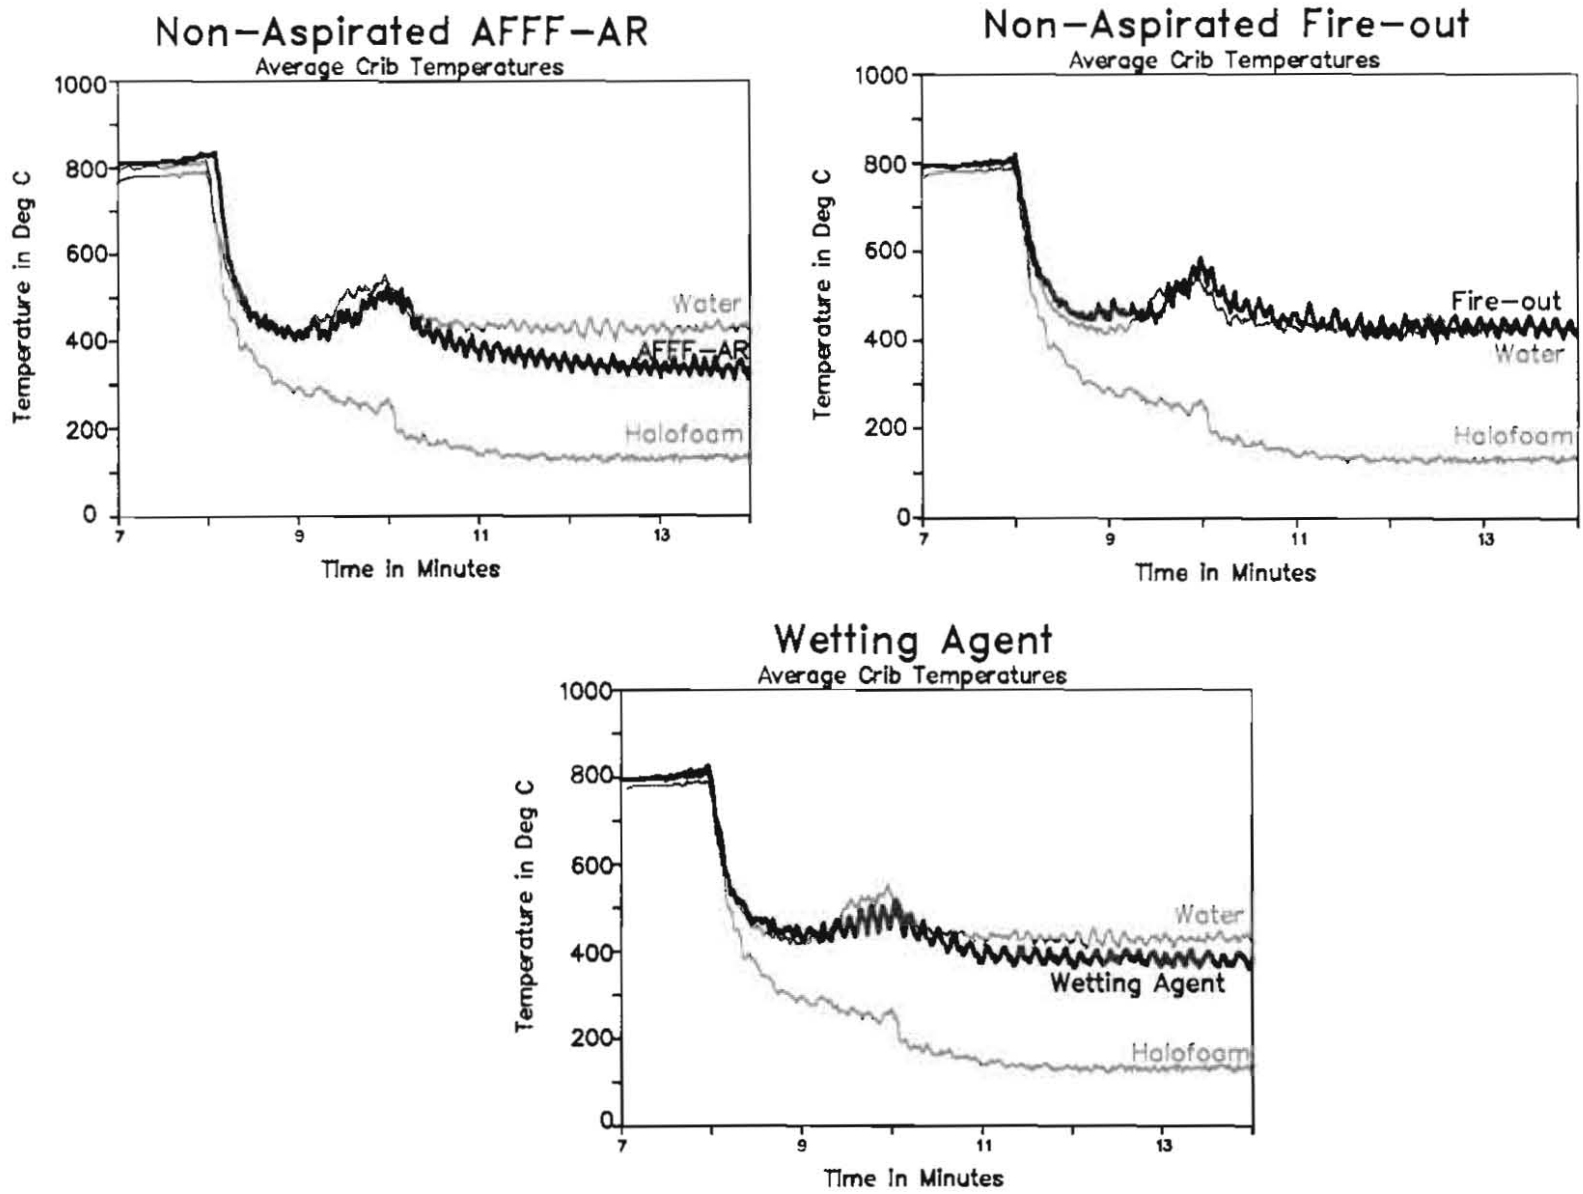 Non-Aspirated AFFF-AR
Average Crib Temperatures
1000
800
600
400
200
0
Temperature in Deg C
Water
AFFF-AR
Halofoam
7 9 11 13
Time in Minutes
Non-Aspirated Fire-out
Average Crib Temperatures
1000
800
600
400
200
0
Temperature in Deg C
Fire-out
Water
Halofoam
7 9 11 13
Time in Minutes
Wetting Agent
Average Crib Temperatures
1000
800
600
400
200
0
Temperature in Deg C
Water
Wetting Agent
Halofoam
7 9 11 13
Time in Minutes